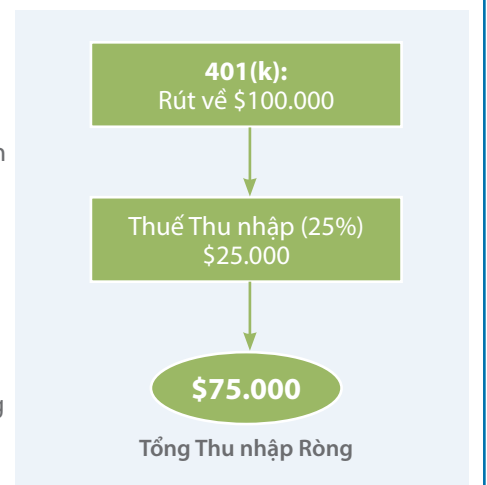 401(k):
Rút về $100.000
Thuế Thu nhập (25%)
$25.000
$75.000
Tổng Thu nhập Ròng